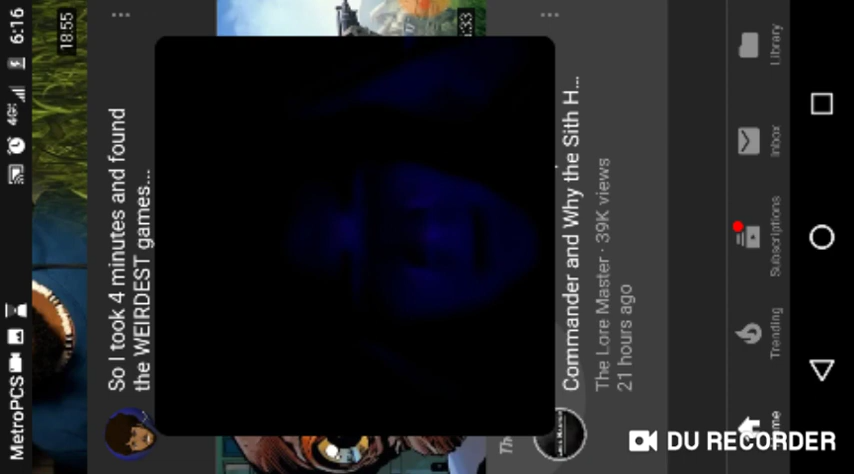 MetroPCS 4G 6:16
18:55
So I took 4 minutes and found
the WEIRDEST games...
:33
Commander and Why the Sith H...
The Lore Master · 39K views
21 hours ago
Trending
Subscriptions
Inbox
Library
DU RECORDER